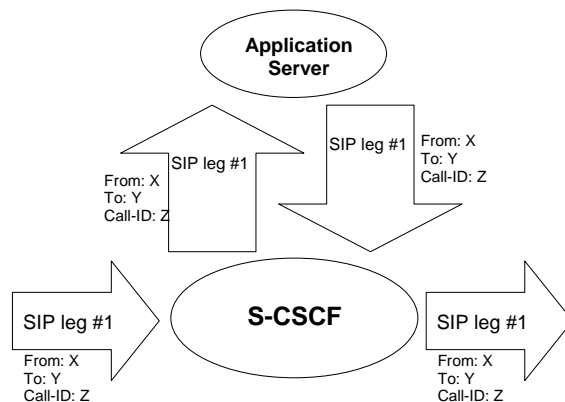 Application
Server
SIP leg #1
From: X
To: Y
Call-ID: Z
SIP leg #1
From: X
To: Y
Call-ID: Z
SIP leg #1
From: X
To: Y
Call-ID: Z
S-CSCF
SIP leg #1
From: X
To: Y
Call-ID: Z